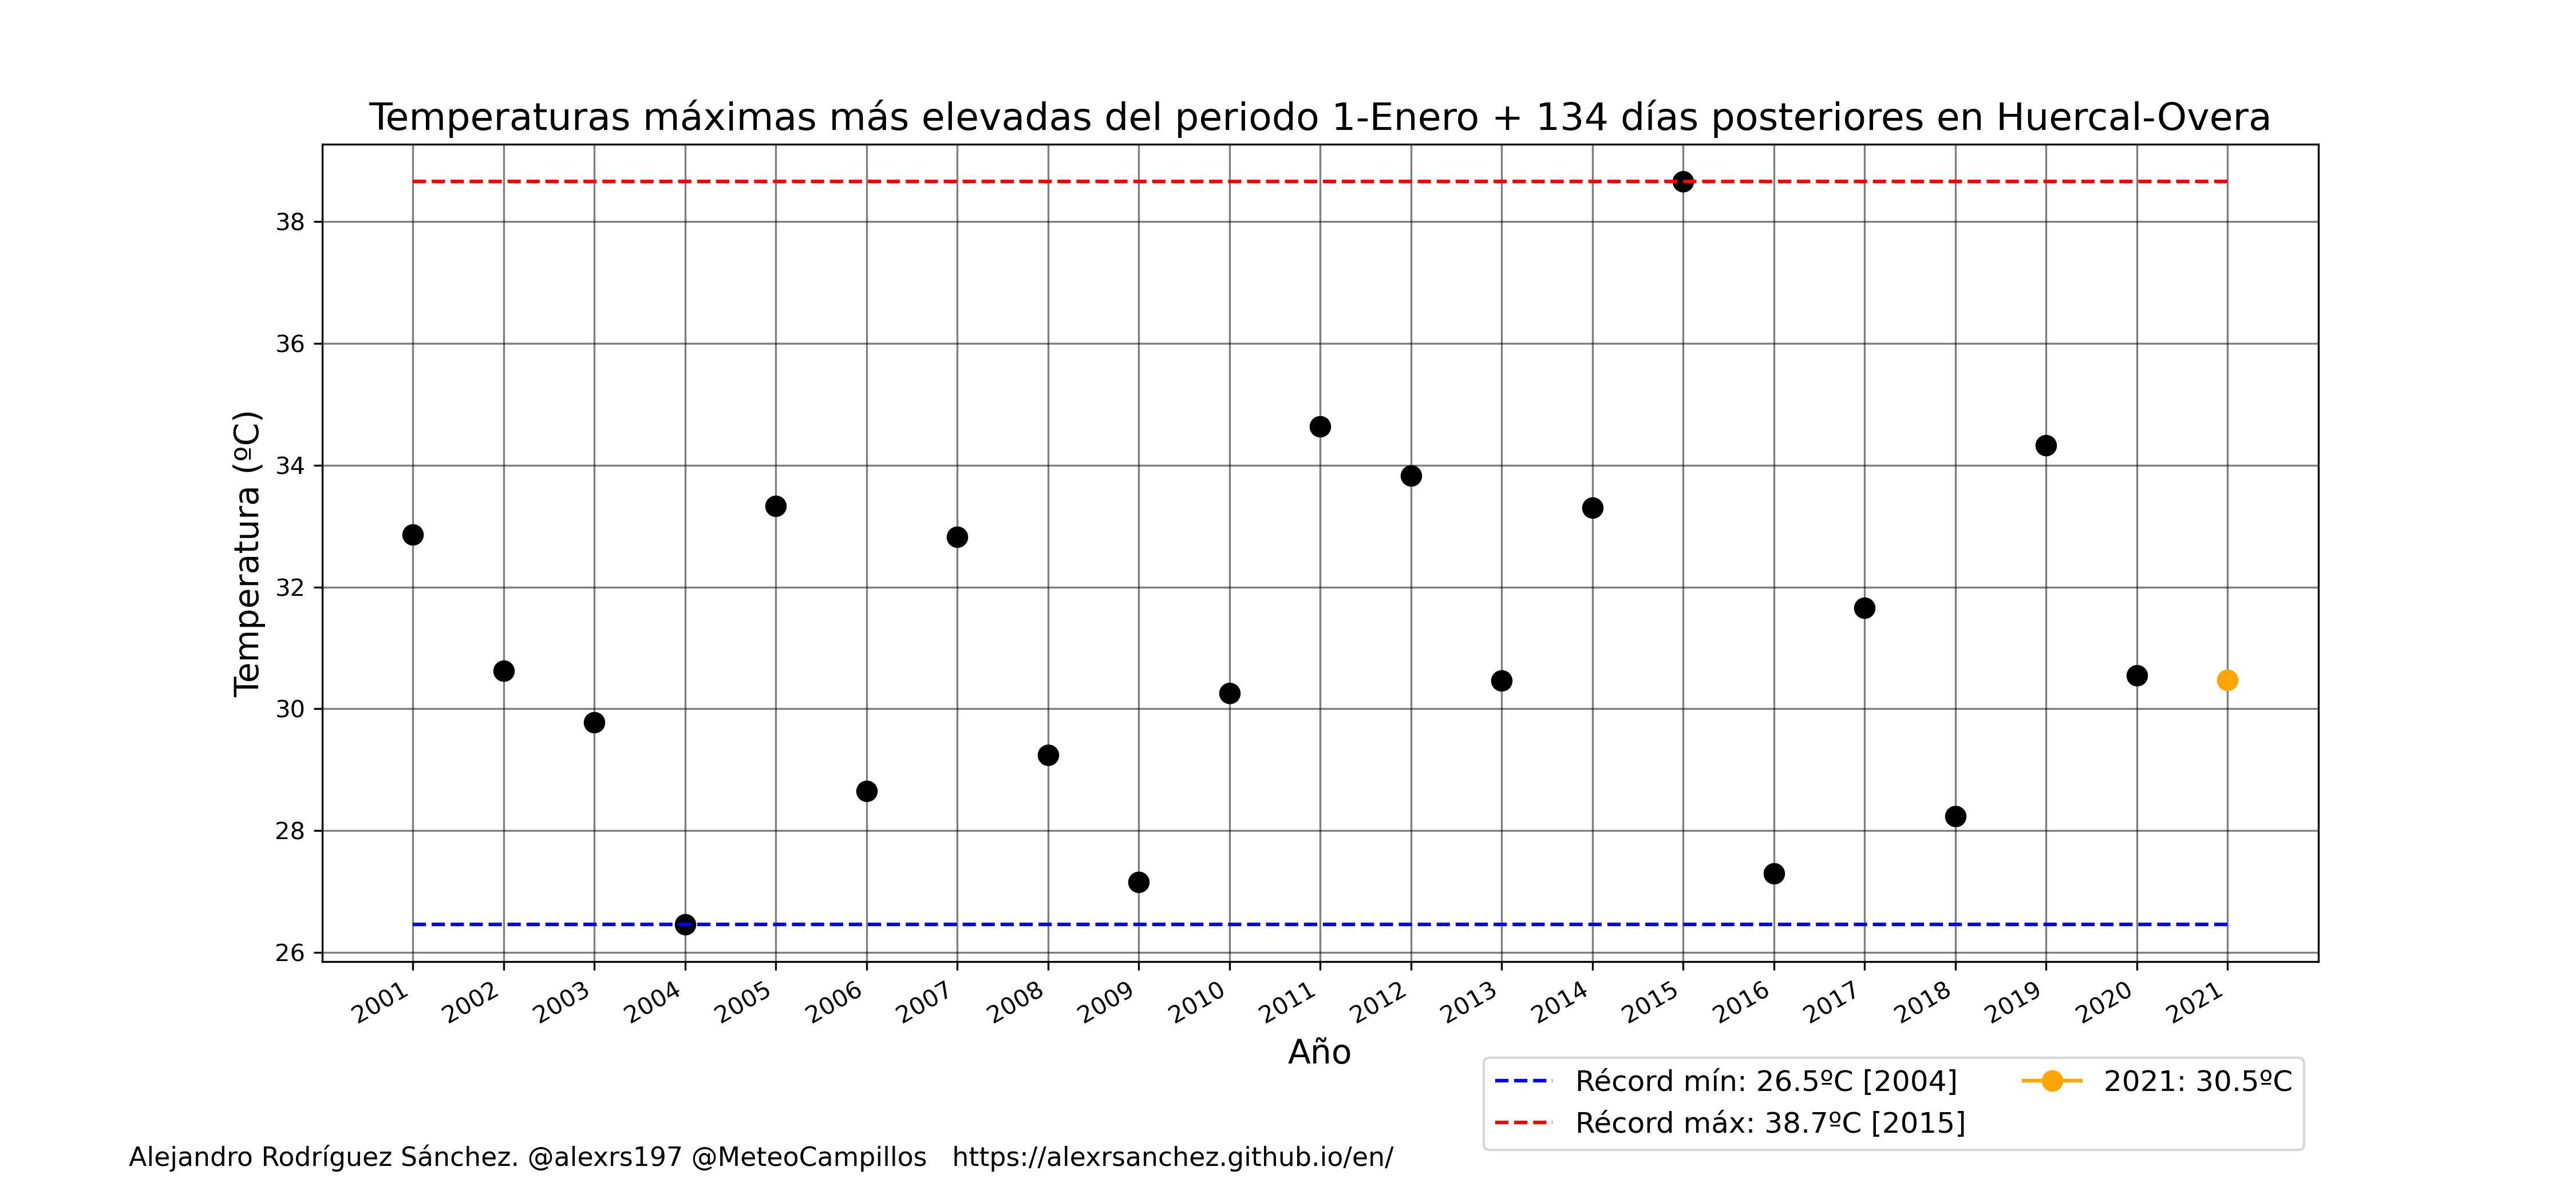 Temperaturas máximas más elevadas del periodo 1-Enero + 134 días posteriores en Huercal-Overa
Temperatura (ºC)
38
36
34
32
30
28
26
2001 2002 2003 2004 2005 2006 2007 2008 2009 2010 2011 2012 2013 2014 2015 2016 2017 2018 2019 2020 2021
Año
Récord mín: 26.5ºC [2004] 2021: 30.5ºC
Récord máx: 38.7ºC [2015]
Alejandro Rodríguez Sánchez. @alexrs197 @MeteoCampillos https://alexrsanchez.github.io/en/